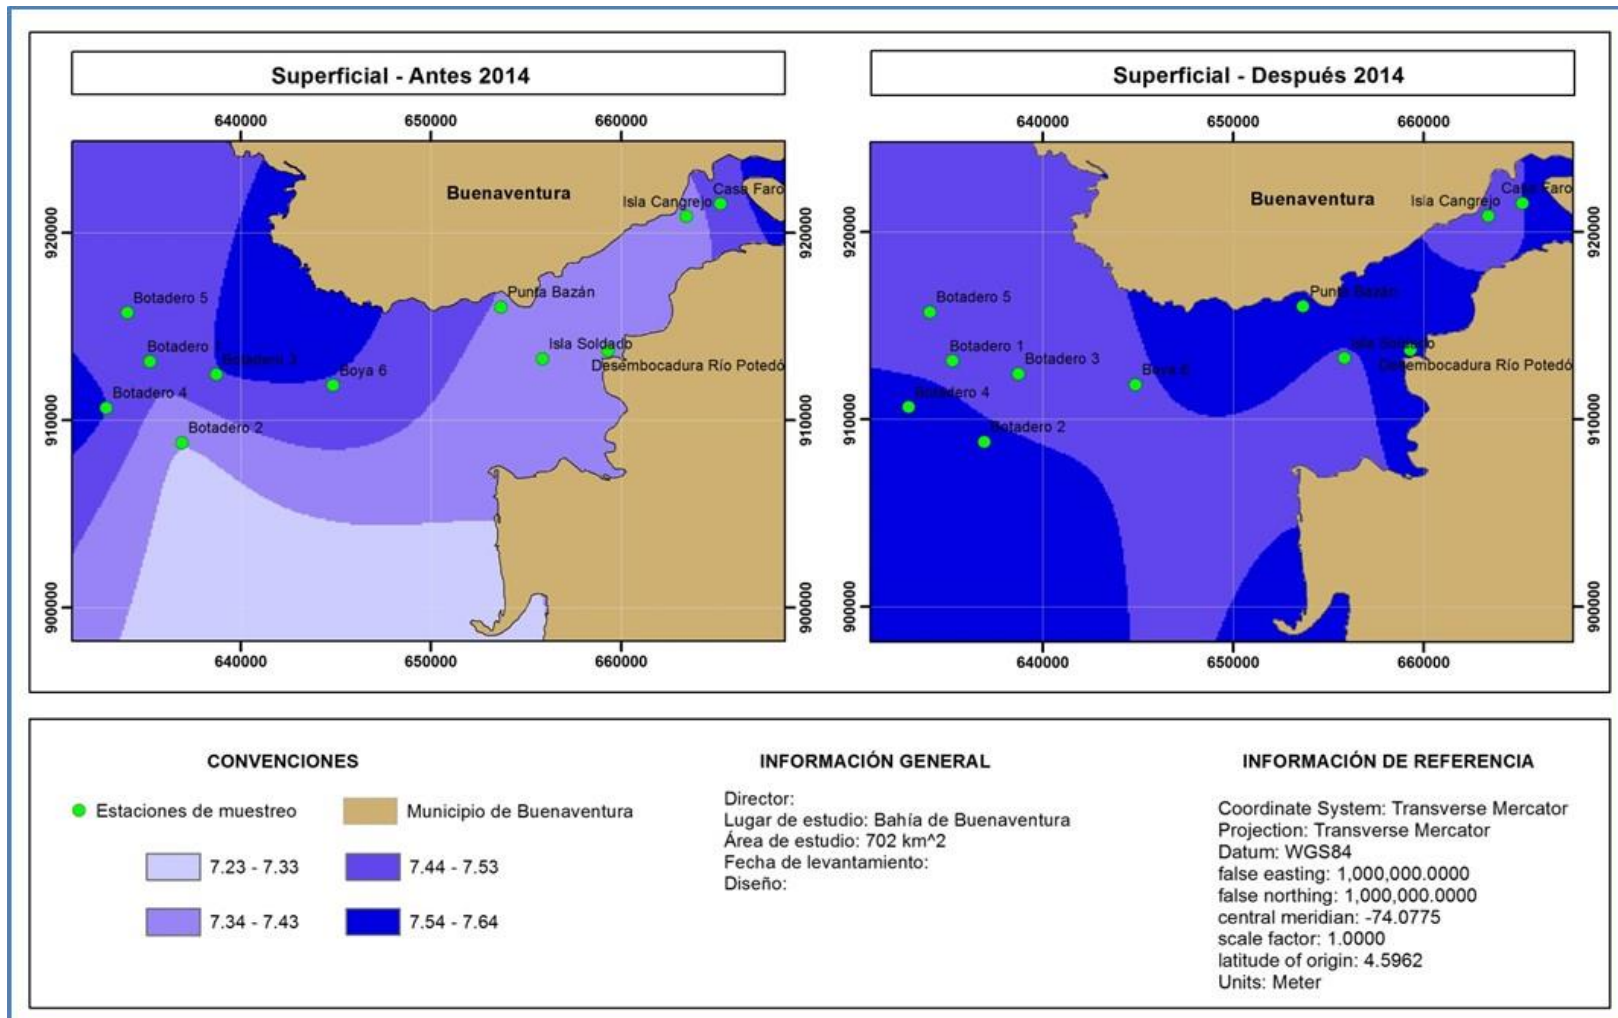 Superficial - Antes 2014
640000
650000
660000
Buenaventura
Casa Faro
Isla Cangrejo
920000
920000
Botadero 5
Punta Bazán
Botadero 1
Botadero 3
Isla Soldado
Boya 6
Desembocadura Río Potedó
Botadero 4
910000
910000
Botadero 2
900000
900000
640000
650000
660000
Superficial - Después 2014
640000
650000
660000
Buenaventura
Casa Faro
Isla Cangrejo
920000
920000
Botadero 5
Punta Bazán
Botadero 1
Botadero 3
Isla Soldado
Boya 6
Desembocadura Río Potedó
Botadero 4
910000
910000
Botadero 2
900000
900000
640000
650000
660000
CONVENCIONES
Estaciones de muestreo
Municipio de Buenaventura
7.23 - 7.33
7.44 - 7.53
7.34 - 7.43
7.54 - 7.64
INFORMACIÓN GENERAL
Director:
Lugar de estudio: Bahía de Buenaventura
Área de estudio: 702 km^2
Fecha de levantamiento:
Diseño:
INFORMACIÓN DE REFERENCIA
Coordinate System: Transverse Mercator
Projection: Transverse Mercator
Datum: WGS84
false easting: 1,000,000.0000
false northing: 1,000,000.0000
central meridian: -74.0775
scale factor: 1.0000
latitude of origin: 4.5962
Units: Meter